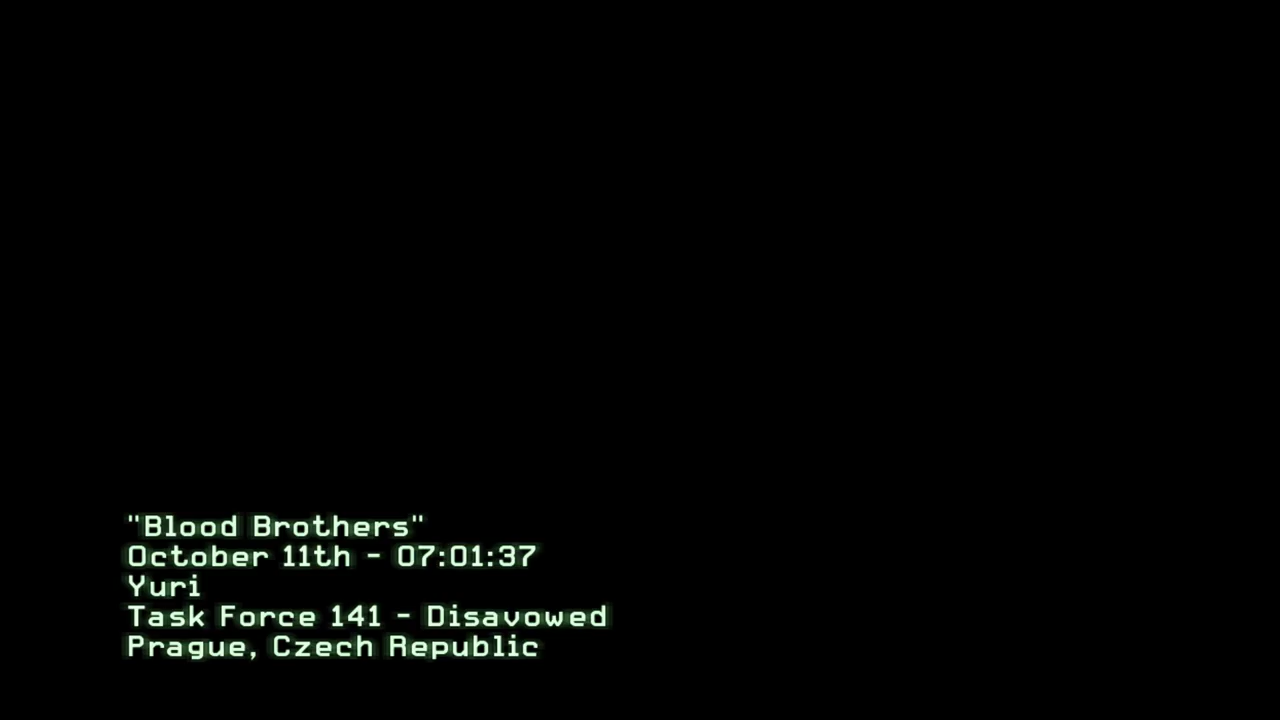 "Blood Brothers"
October 11th - 07:01:37
Yuri
Task Force 141 - Disavowed
Prague, Czech Republic